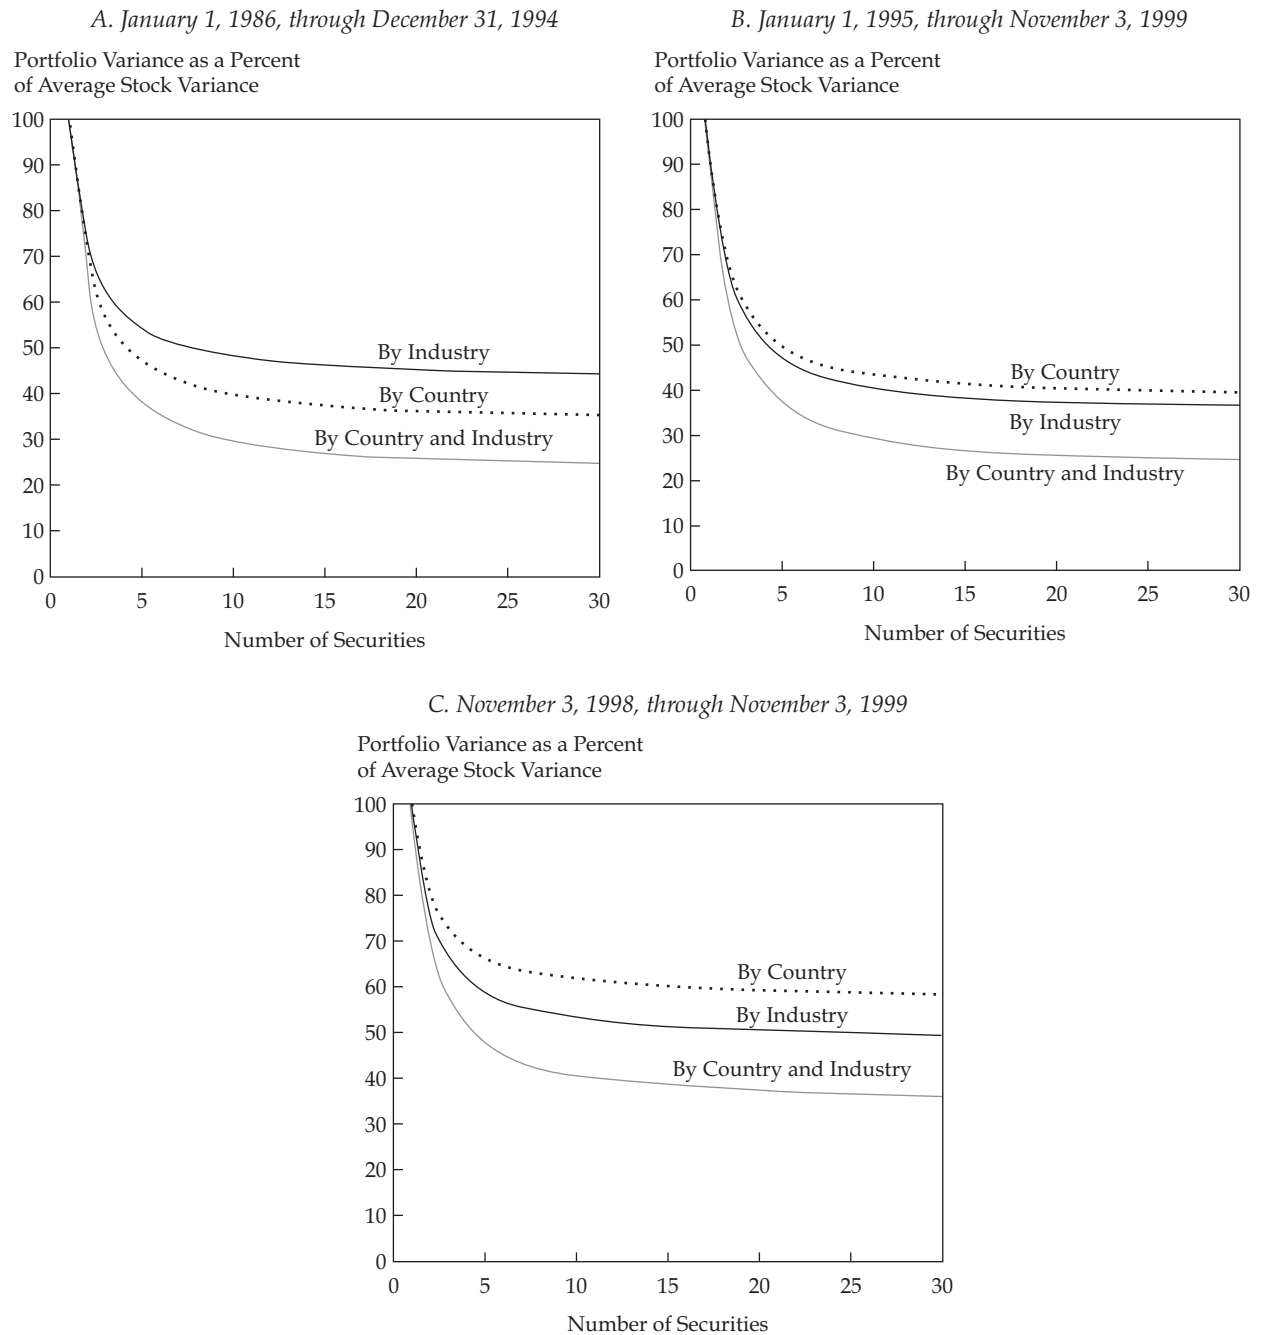 A. January 1, 1986, through December 31, 1994
Portfolio Variance as a Percent
of Average Stock Variance
100
90
80
70
60
50
40
30
20
10
0
By Industry
By Country
By Country and Industry
0 5 10 15 20 25 30
Number of Securities
B. January 1, 1995, through November 3, 1999
Portfolio Variance as a Percent
of Average Stock Variance
100
90
80
70
60
50
40
30
20
10
0
By Country
By Industry
By Country and Industry
0 5 10 15 20 25 30
Number of Securities
C. November 3, 1998, through November 3, 1999
Portfolio Variance as a Percent
of Average Stock Variance
100
90
80
70
60
50
40
30
20
10
0
By Country
By Industry
By Country and Industry
0 5 10 15 20 25 30
Number of Securities